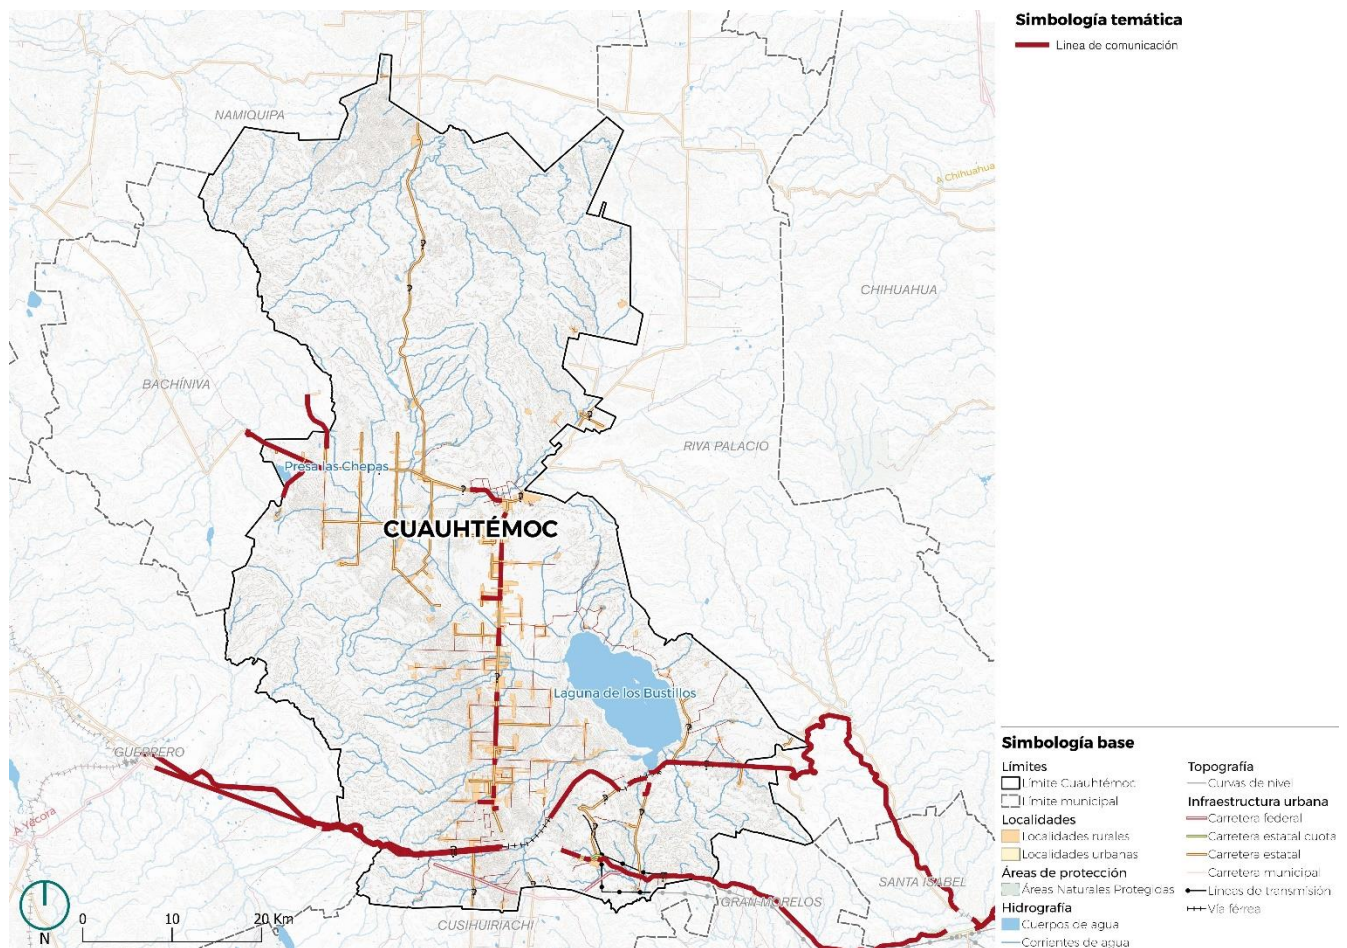 Simbología temática
Linea de comunicación
NAMIQUIPA
A Chihuahua
CHIHUAHUA
BACHÍNIVA
RIVA PALACIO
Presa las Chepas
CUAUHTÉMOC
Laguna de los Bustillos
GUERRERO
A Yécora
SANTA ISABEL
GRAN MORELOS
CUSIHUIRIACHI
N
0 10 20 Km
Simbología base
Límites
Límite Cuauhtémoc
Límite municipal
Localidades
Localidades rurales
Localidades urbanas
Áreas de protección
Áreas Naturales Protegidas
Hidrografía
Cuerpos de agua
Corrientes de agua
Topografía
Curvas de nivel
Infraestructura urbana
Carretera federal
Carretera estatal cuota
Carretera estatal
Carretera municipal
Líneas de transmisión
Vía férrea